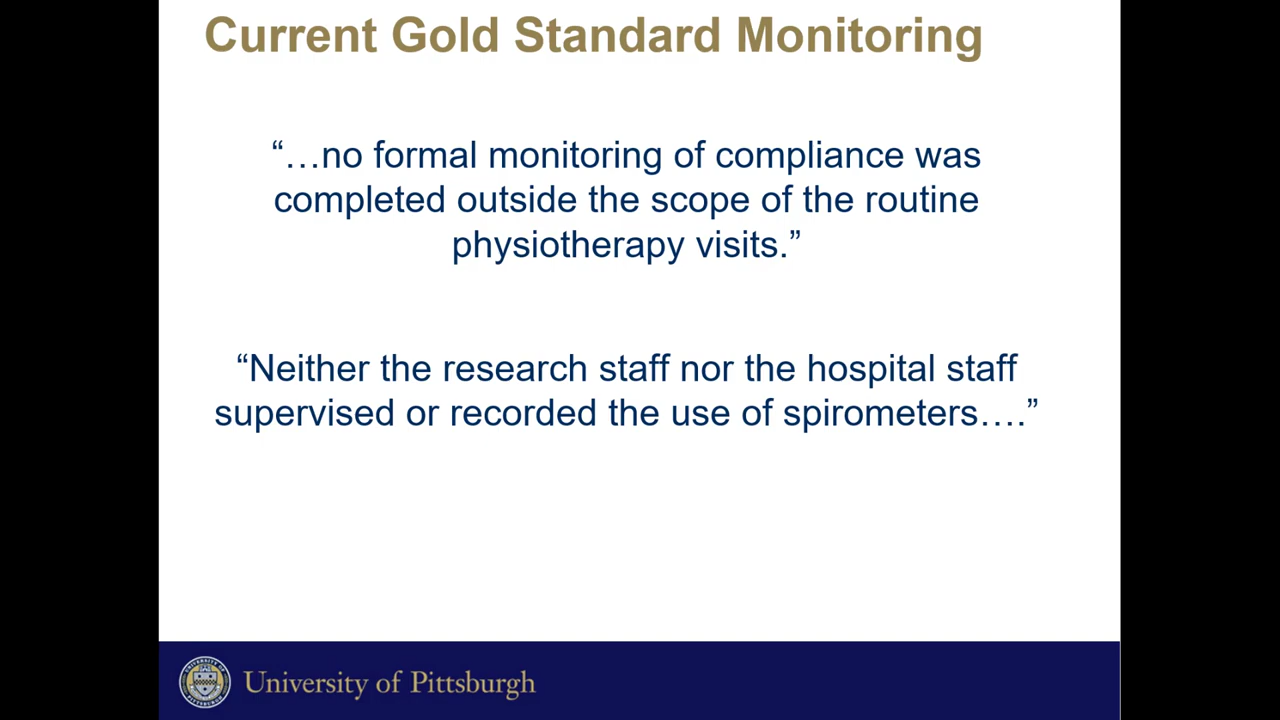 Current Gold Standard Monitoring
“…no formal monitoring of compliance was
completed outside the scope of the routine
physiotherapy visits.”
“Neither the research staff nor the hospital staff
supervised or recorded the use of spirometers….”
University of Pittsburgh